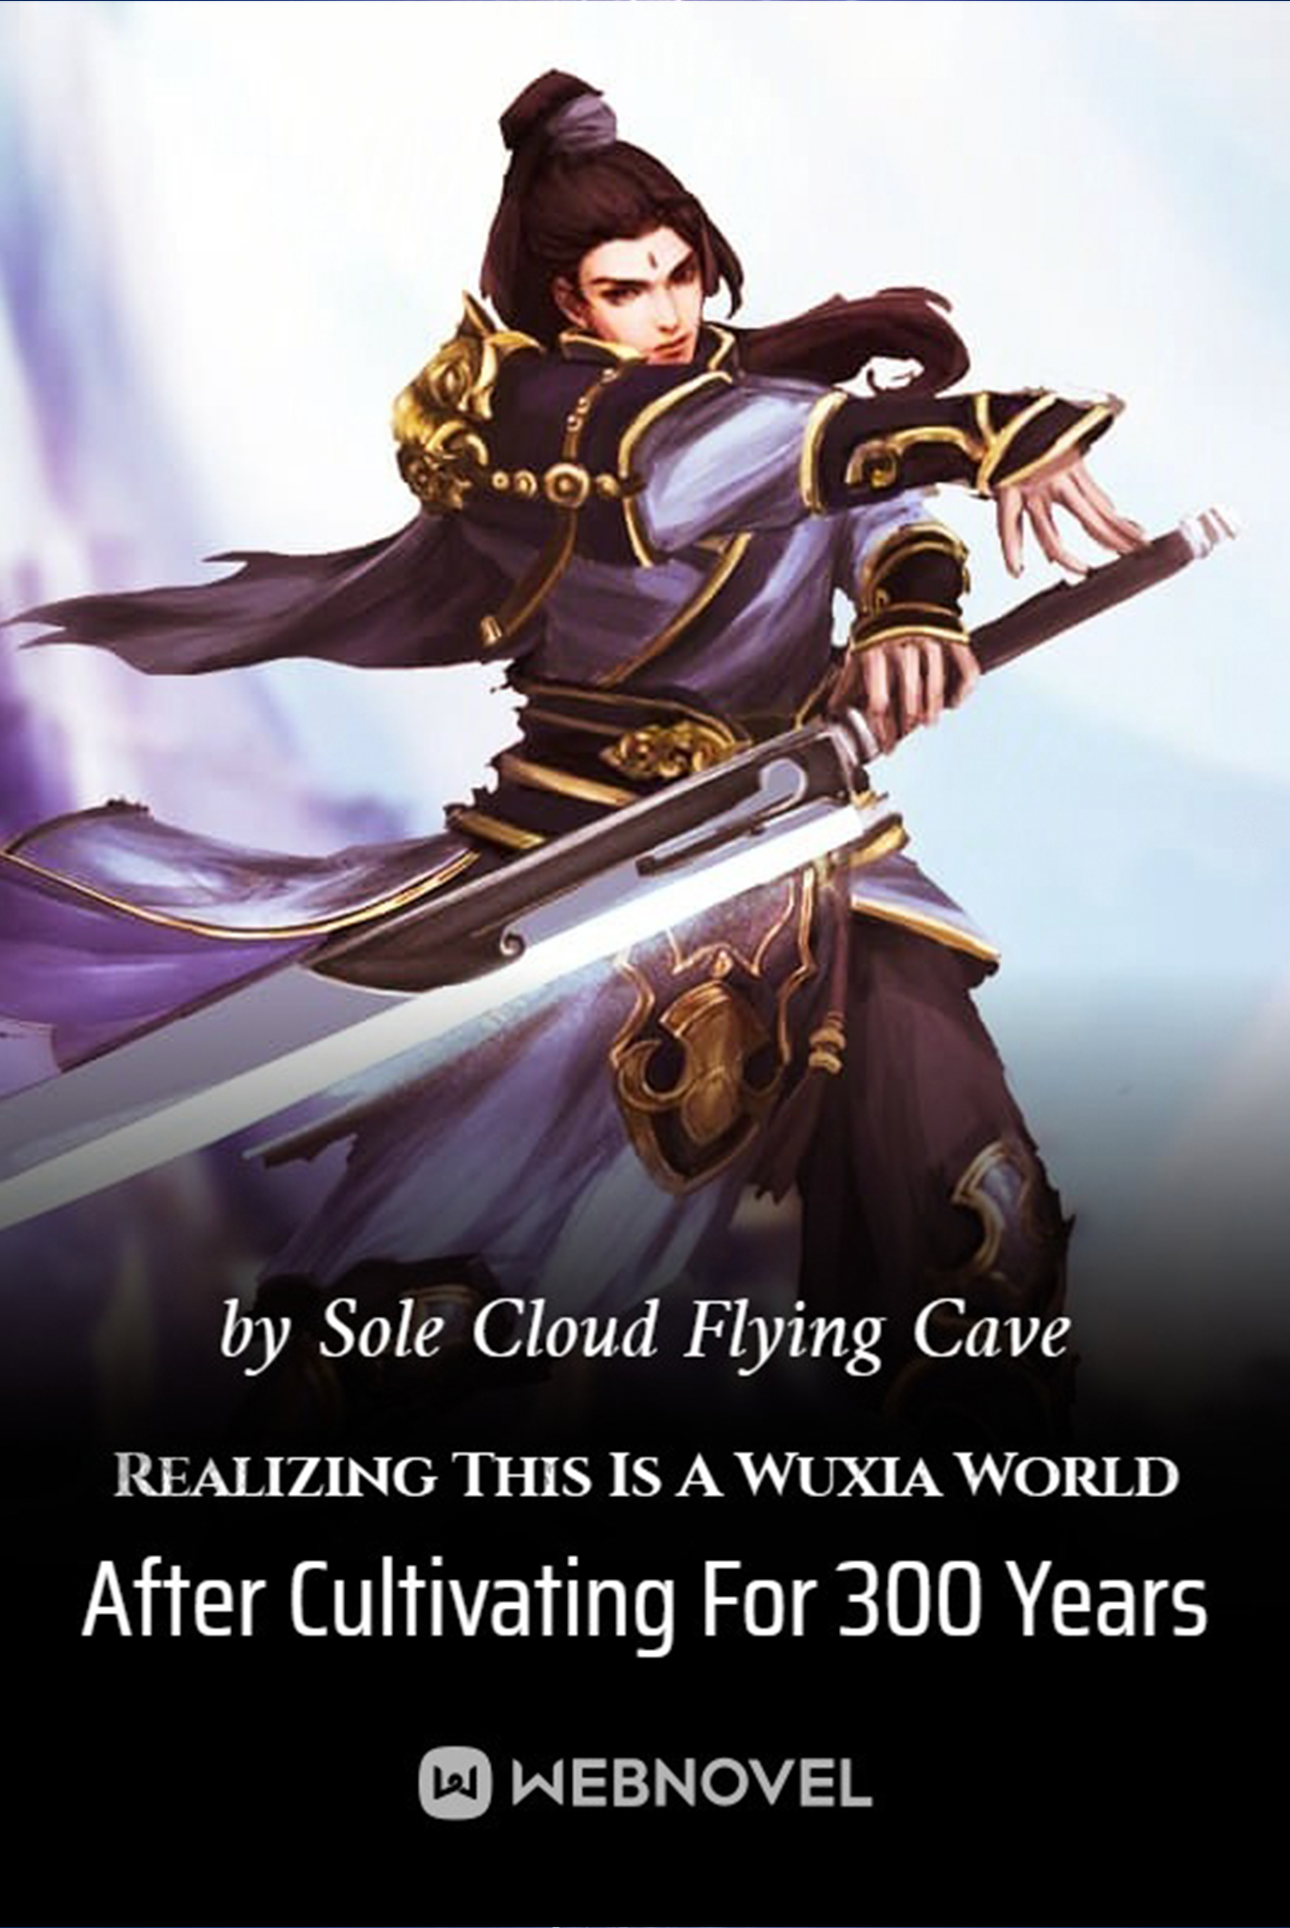 by Sole Cloud Flying Cave
REALIZING THIS IS A WUXIA WORLD
After Cultivating For 300 Years
WEBNOVEL